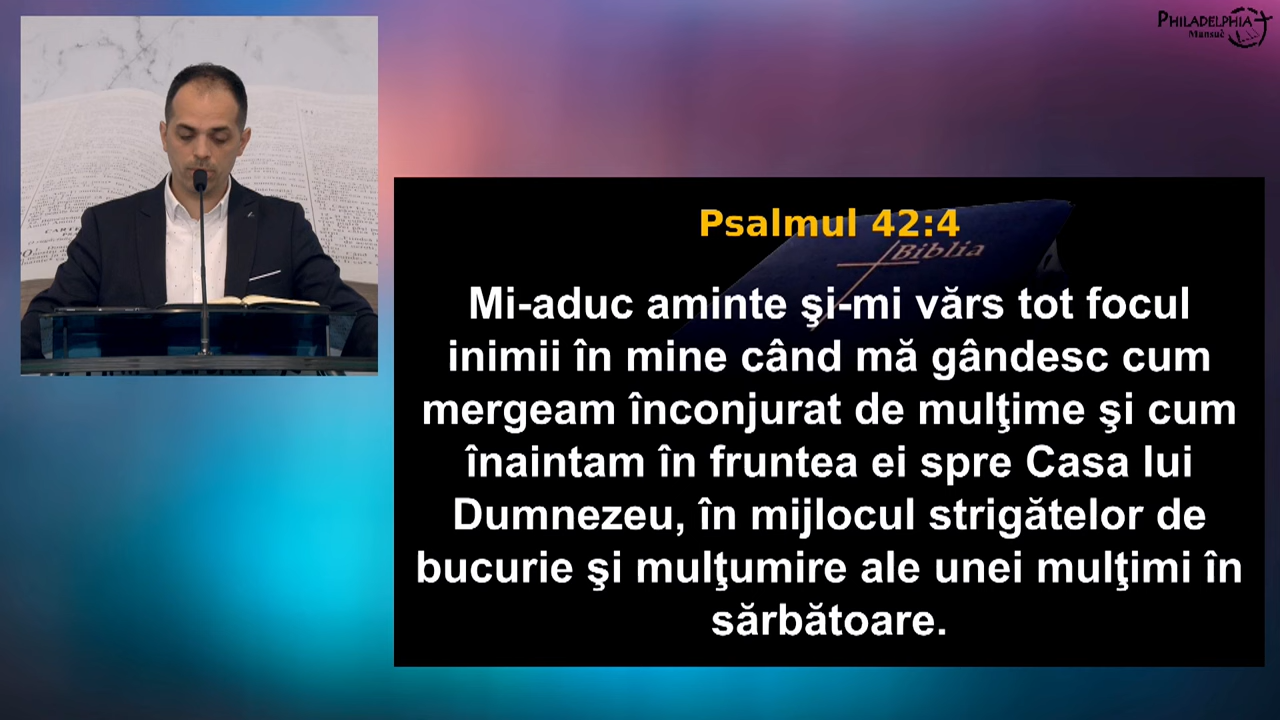 PHILADELPHIA
Mansuè
Psalmul 42:4
Biblia
Mi-aduc aminte şi-mi vărs tot focul
inimii în mine când mă gândesc cum
mergeam înconjurat de mulţime şi cum
înaintam în fruntea ei spre Casa lui
Dumnezeu, în mijlocul strigătelor de
bucurie şi mulţumire ale unei mulţimi în
sărbătoare.